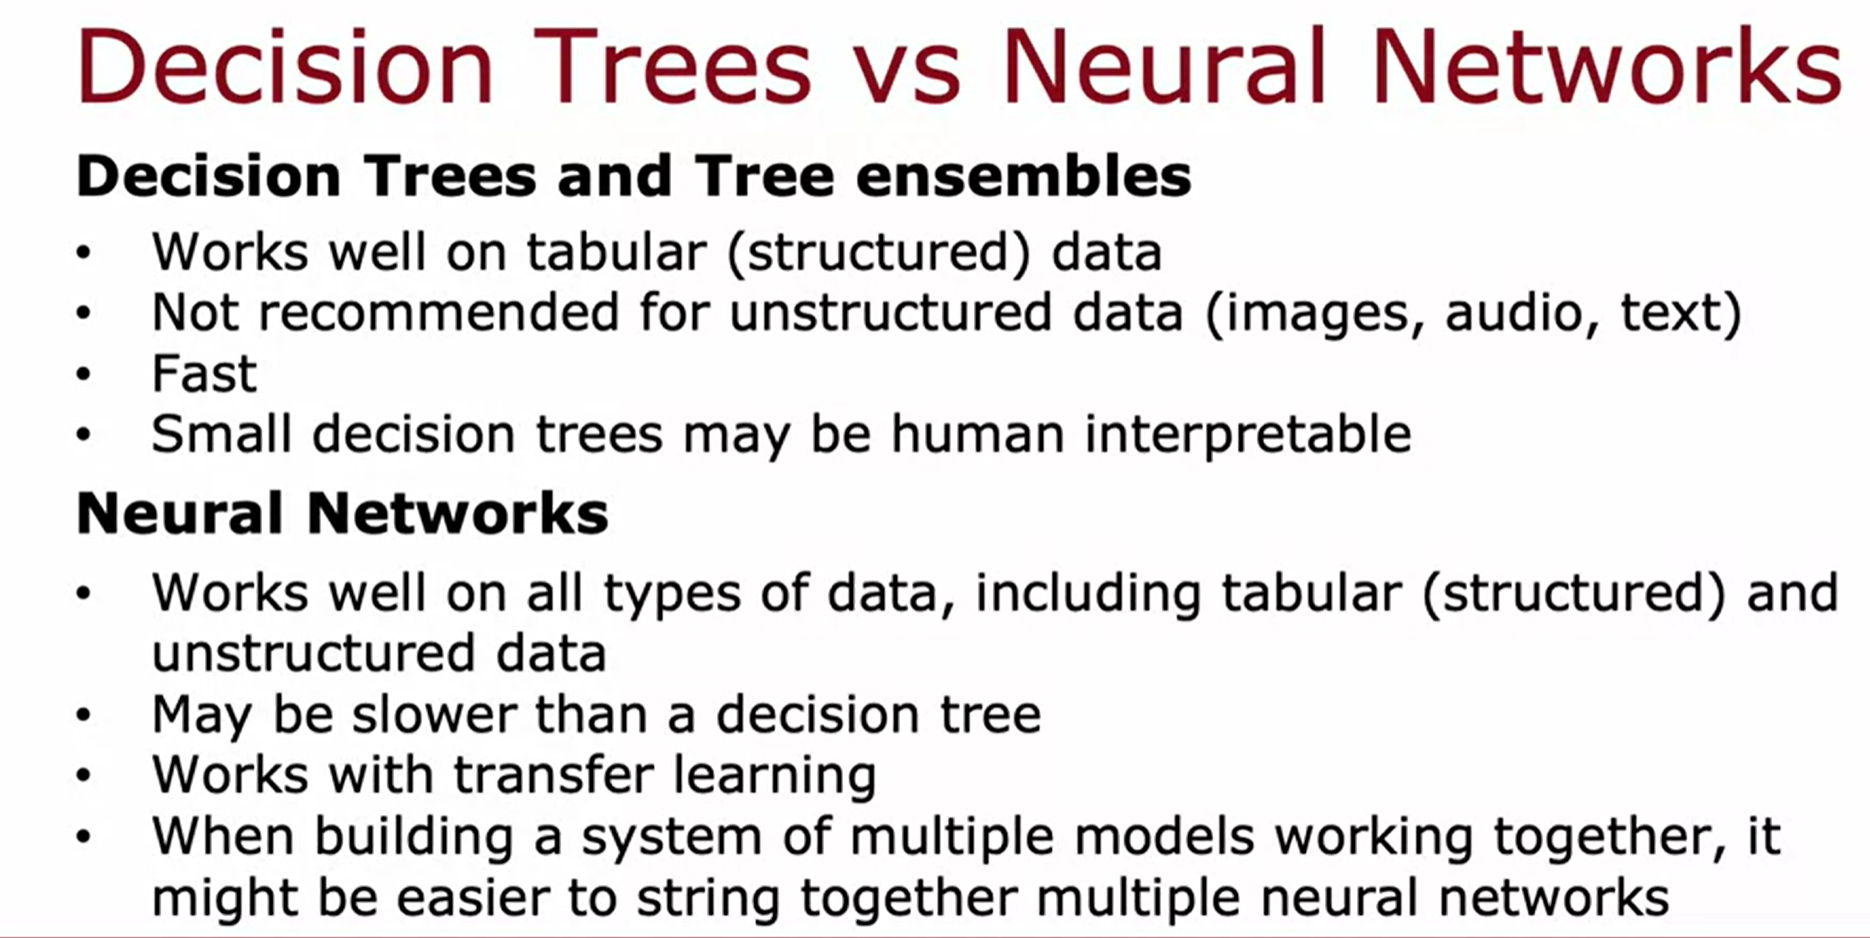 Decision Trees vs Neural Networks
Decision Trees and Tree ensembles
• Works well on tabular (structured) data
• Not recommended for unstructured data (images, audio, text)
• Fast
• Small decision trees may be human interpretable
Neural Networks
• Works well on all types of data, including tabular (structured) and
unstructured data
• May be slower than a decision tree
• Works with transfer learning
• When building a system of multiple models working together, it
might be easier to string together multiple neural networks